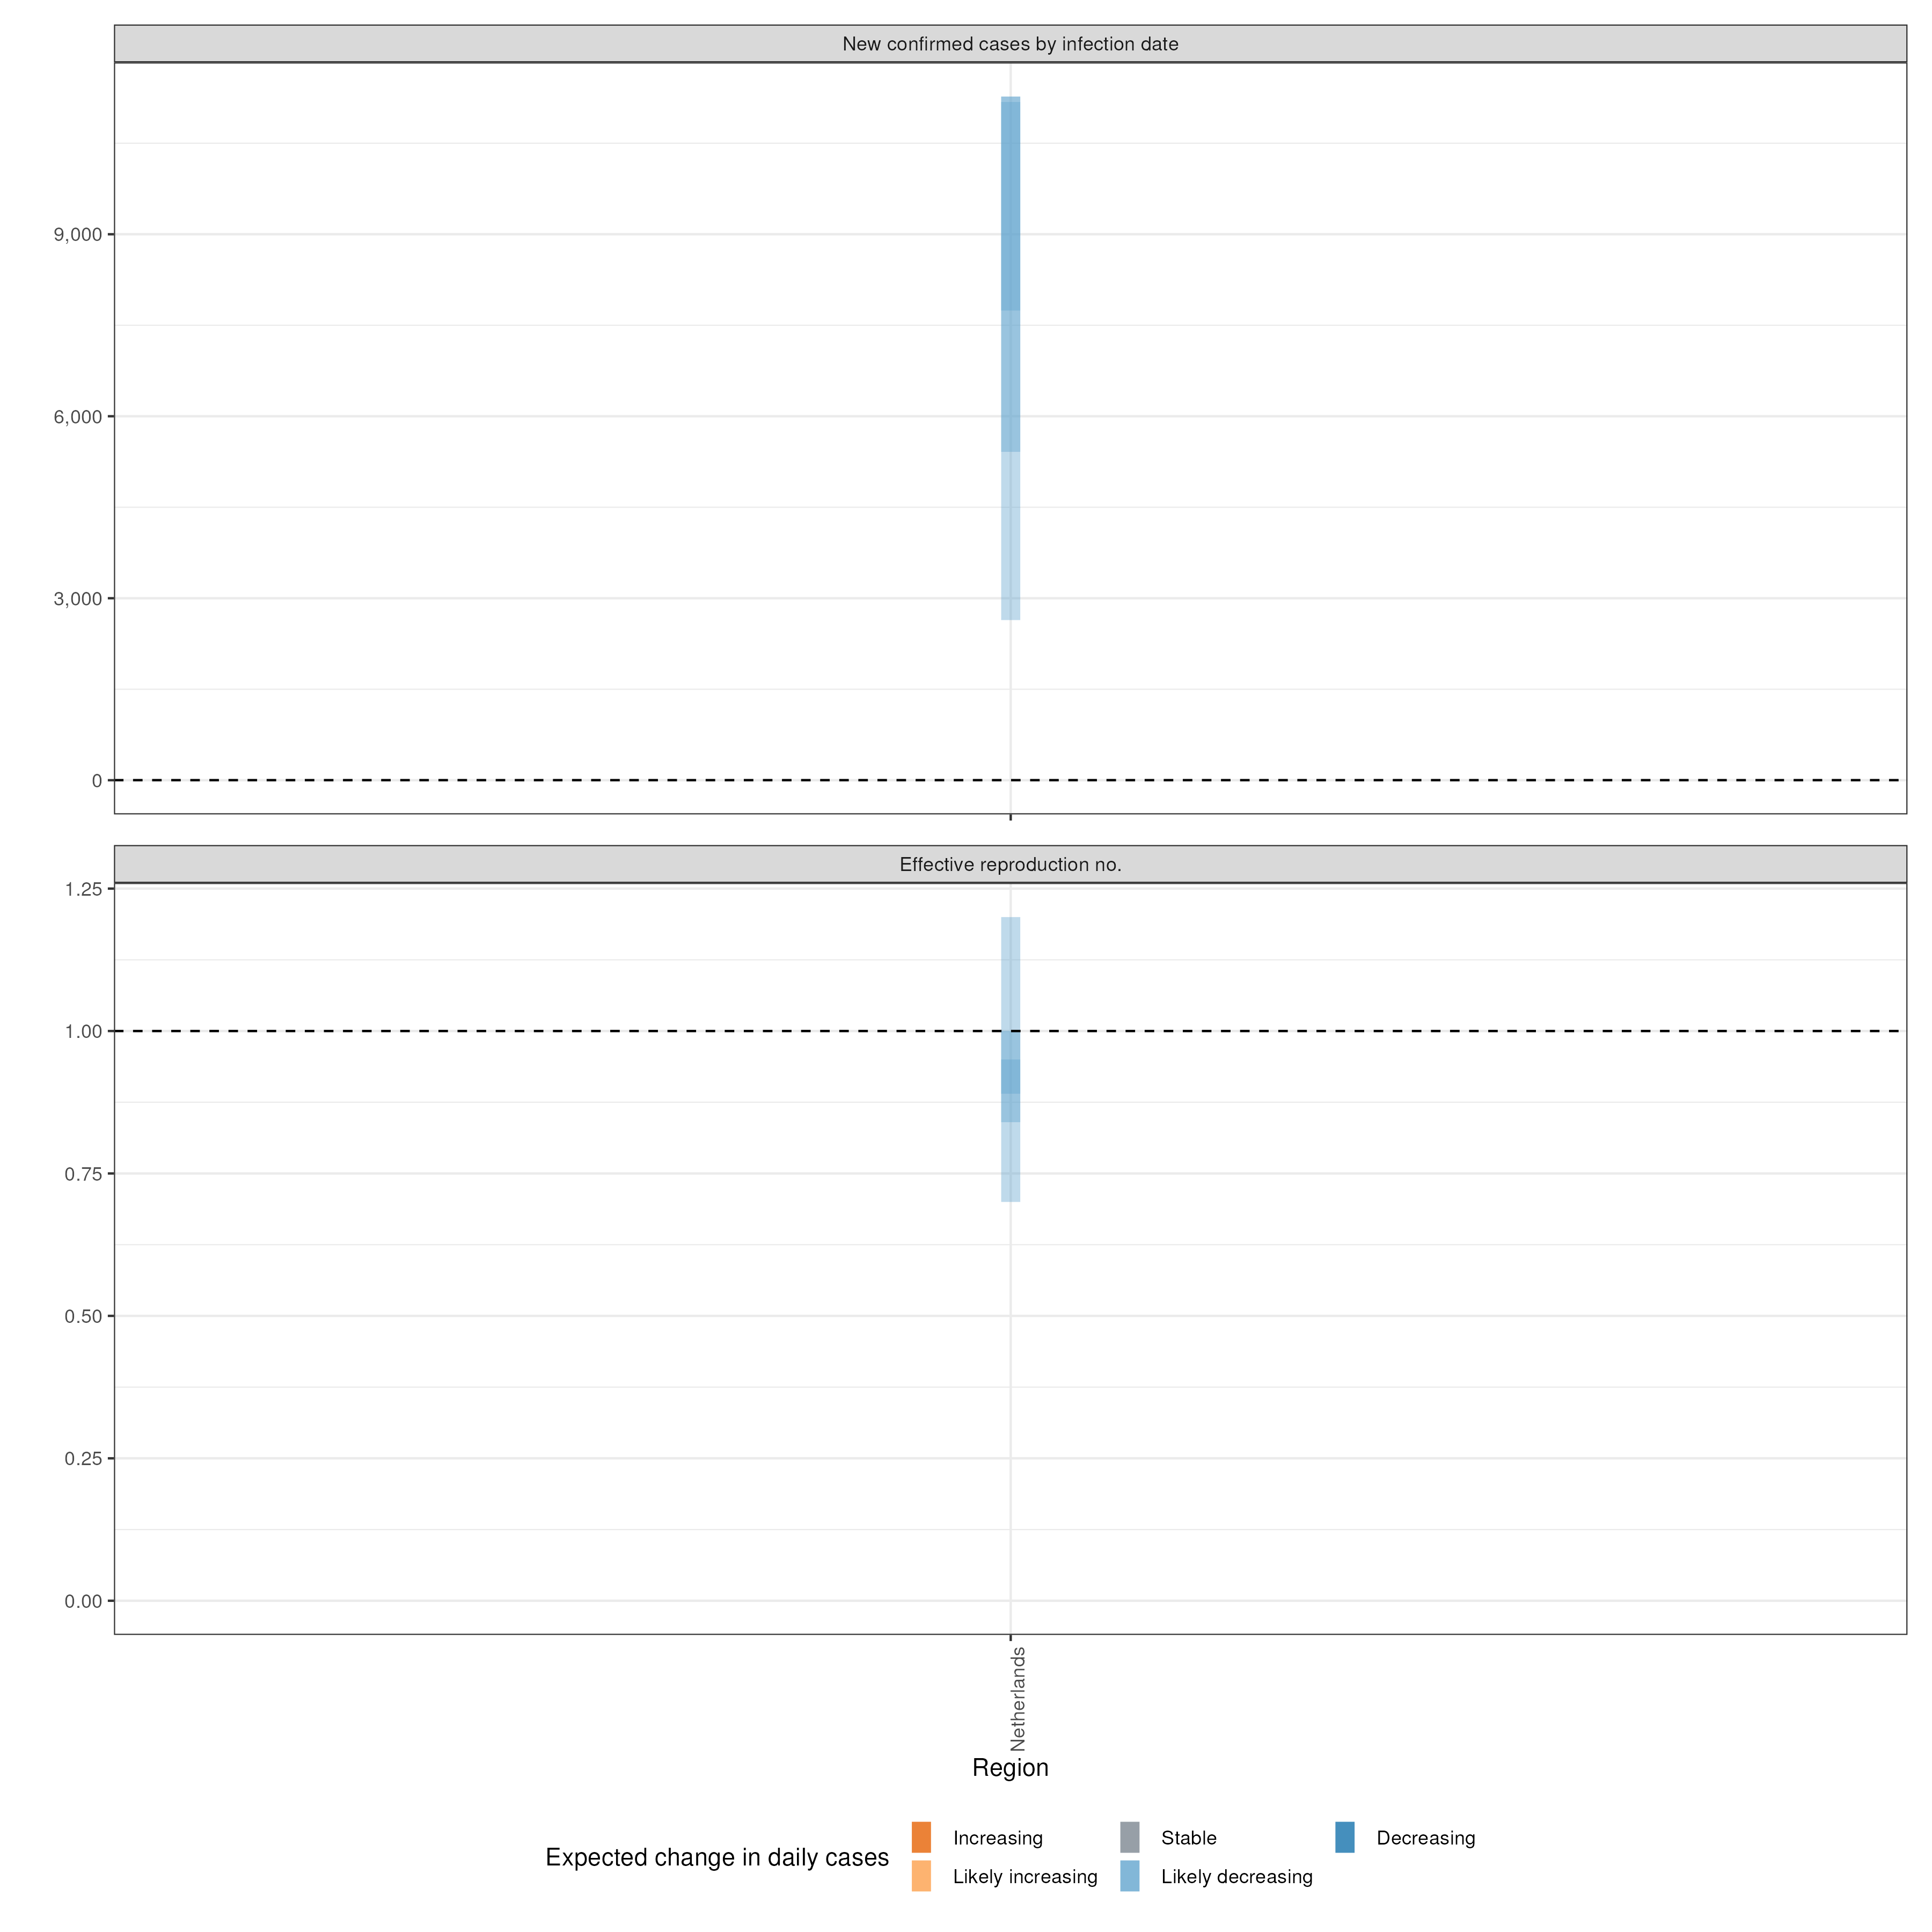 New confirmed cases by infection date
9,000
6,000
3,000
0
Effective reproduction no.
1.25
1.00
0.75
0.50
0.25
0.00
Netherlands
Region
Expected change in daily cases
Increasing
Stable
Decreasing
Likely increasing
Likely decreasing